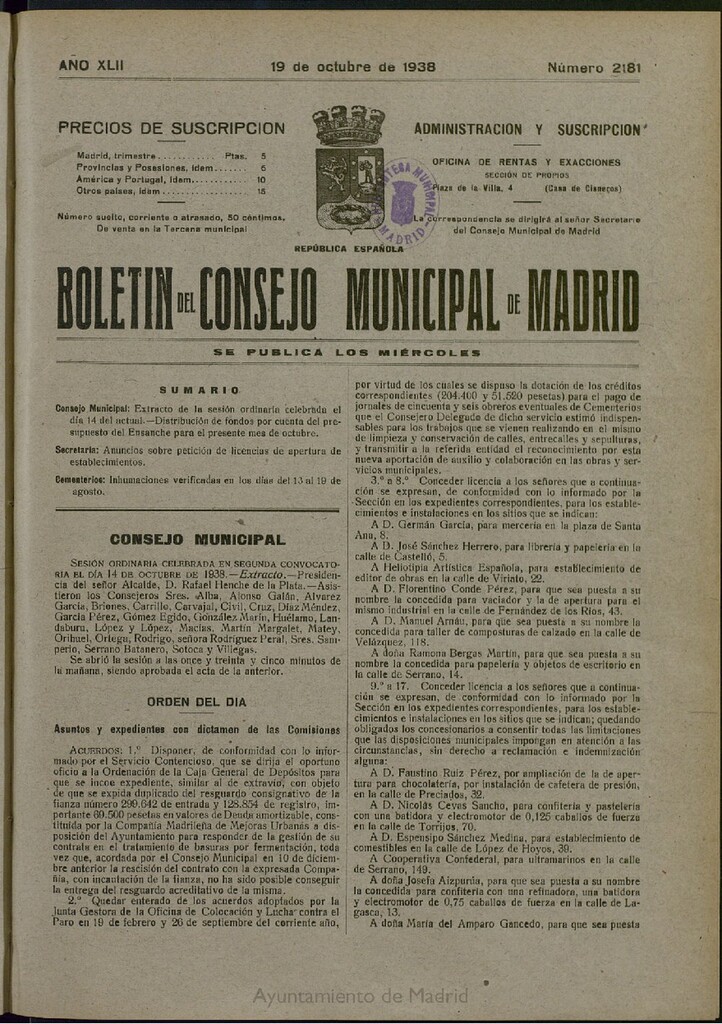 AÑO XLII
19 de octubre de 1938
Número 2181
PRECIOS DE SUSCRIPCION
Madrid, trimestre ........... Ptas. 5
Provincias y Posesiones, ídem....... 6
América y Portugal, ídem........... 10
Otros países, ídem................ 15
Número suelto, corriente o atrasado, 50 céntimos.
De venta en la Tercena municipal
ADMINISTRACION Y SUSCRIPCION
OFICINA DE RENTAS Y EXACCIONES
SECCIÓN DE PROPIOS
Plaza de la Villa, 4 (Casa de Cisneros)
La correspondencia se dirigirá al señor Secretario
del Consejo Municipal de Madrid
MUNICIPAL
MADRID
REPÚBLICA ESPAÑOLA
BOLETIN DEL CONSEJO MUNICIPAL DE MADRID
SE PUBLICA LOS MIÉRCOLES
SUMARIO
Consejo Municipal: Extracto de la sesión ordinaria celebrada el
día 14 del actual.—Distribución de fondos por cuenta del pre-
supuesto del Ensanche para el presente mes de octubre.
Secretaría: Anuncios sobre petición de licencias de apertura de
establecimientos.
Cementerios: Inhumaciones verificadas en los días del 13 al 19 de
agosto.
CONSEJO MUNICIPAL
SESIÓN ORDINARIA CELEBRADA EN SEGUNDA CONVOCATO-
RIA EL DÍA 14 DE OCTUBRE DE 1938.—Extracto.—Presiden-
cia del señor Alcalde, D. Rafael Henche de la Plata.—Asis-
tieron los Consejeros Sres. Alba, Alonso Galán, Alvarez
García, Briones, Carrillo, Carvajal, Civil, Cruz, Díaz Méndez,
García Pérez, Gómez Egido, González Marín, Huélamo, Lan-
daburu, López y López, Macías, Martín Margalet, Matey,
Orihuel, Ortega, Rodrigo, señora Rodríguez Peral, Sres. Sam-
perio, Serrano Batanero, Sotoca y Villegas.
Se abrió la sesión a las once y treinta y cinco minutos de
la mañana, siendo aprobada el acta de la anterior.
ORDEN DEL DIA
Asuntos y expedientes con dictamen de las Comisiones
ACUERDOS: 1.º Disponer, de conformidad con lo infor-
mado por el Servicio Contencioso, que se dirija el oportuno
oficio a la Ordenación de la Caja General de Depósitos para
que se incoe expediente, similar al de extravío, con objeto
de que se expida duplicado del resguardo consignativo de la
fianza número 299.642 de entrada y 128.854 de registro, im-
portante 69.500 pesetas en valores de Deuda amortizable, cons-
tituída por la Compañía Madrileña de Mejoras Urbanas a dis-
posición del Ayuntamiento para responder de la gestión de su
contrata en el tratamiento de basuras por fermentación, toda
vez que, acordada por el Consejo Municipal en 10 de diciem-
bre anterior la rescisión del contrato con la expresada Compa-
ñía, con incautación de la fianza, no ha sido posible conseguir
la entrega del resguardo acreditativo de la misma.
2.º Quedar enterado de los acuerdos adoptados por la
Junta Gestora de la Oficina de Colocación y Lucha contra el
Paro en 19 de febrero y 26 de septiembre del corriente año,
por virtud de los cuales se dispuso la dotación de los créditos
correspondientes (204.400 y 51.520 pesetas) para el pago de
jornales de cincuenta y seis obreros eventuales de Cementerios
que el Consejero Delegado de dicho servicio estimó indispen-
sables para los trabajos que se vienen realizando en el mismo
de limpieza y conservación de calles, entrecalles y sepulturas,
y transmitir a la referida entidad el reconocimiento por esta
nueva aportación de auxilio y colaboración en las obras y ser-
vicios municipales.
3.º a 8.º Conceder licencia a los señores que a continua-
ción se expresan, de conformidad con lo informado por la
Sección en los expedientes correspondientes, para los estable-
cimientos e instalaciones en los sitios que se indican:
A D. Germán García, para mercería en la plaza de Santa
Ana, 8.
A D. José Sánchez Herrero, para librería y papelería en la
calle de Castelló, 5.
A Heliotipia Artística Española, para establecimiento de
editor de obras en la calle de Viriato, 22.
A D. Florentino Conde Pérez, para que sea puesta a su
nombre la concedida para vaciador y la de apertura para el
mismo industrial en la calle de Fernández de los Ríos, 43.
A D. Manuel Arnáu, para que sea puesta a su nombre la
concedida para taller de composturas de calzado en la calle de
Velázquez, 118.
A doña Ramona Bergas Martín, para que sea puesta a su
nombre la concedida para papelería y objetos de escritorio en
la calle de Serrano, 14.
9.º a 17. Conceder licencia a los señores que a continua-
ción se expresan, de conformidad con lo informado por la
Sección en los expedientes correspondientes, para los estable-
cimientos e instalaciones en los sitios que se indican; quedando
obligados los concesionarios a consentir todas las limitaciones
que las disposiciones municipales impongan en atención a las
circunstancias, sin derecho a reclamación e indemnización
alguna:
A D. Faustino Ruiz Pérez, por ampliación de la de aper-
tura para chocolatería, por instalación de cafetera de presión,
en la calle de Preciados, 32.
A D. Nicolás Cevas Sancho, para confitería y pastelería
con una batidora y electromotor de 0,125 caballos de fuerza
en la calle de Torrijos, 70.
A D. Espensipo Sánchez Medina, para establecimiento de
comestibles en la calle de López de Hoyos, 39.
A Cooperativa Confederal, para ultramarinos en la calle
de Serrano, 149.
A doña Josefa Aizpurúa, para que sea puesta a su nombre
la concedida para confitería con una refinadora, una batidora
y electromotor de 0,75 caballos de fuerza en la calle de La-
gasca, 13.
A doña María del Amparo Gancedo, para que sea puesta
Ayuntamiento de Madrid